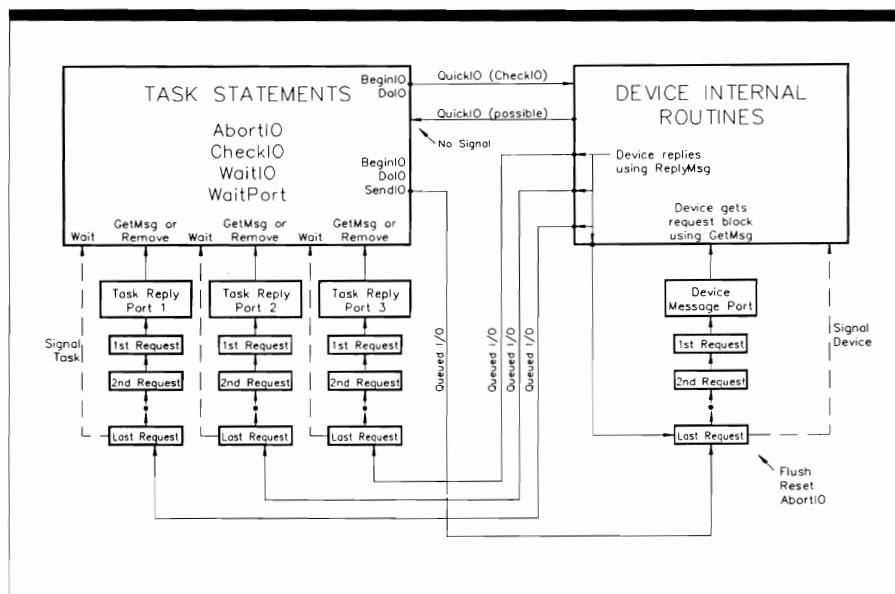 TASK STATEMENTS
AbortIO
CheckIO
WaitIO
WaitPort
BeginIO
DoIO
BeginIO
DoIO
SendIO
QuickIO (CheckIO)
QuickIO (possible)
No Signal
DEVICE INTERNAL
ROUTINES
Device replies
using ReplyMsg
Device gets
request block
using GetMsg
Wait
GetMsg or
Remove
Wait
GetMsg or
Remove
Wait
GetMsg or
Remove
Task Reply
Port 1
Task Reply
Port 2
Task Reply
Port 3
Device
Message Port
Signal
Task
1st Request
1st Request
1st Request
1st Request
2nd Request
2nd Request
2nd Request
2nd Request
Last Request
Last Request
Last Request
Last Request
Queued I/O
Queued I/O
Queued I/O
Queued I/O
Signal
Device
Flush
Reset
AbortIO